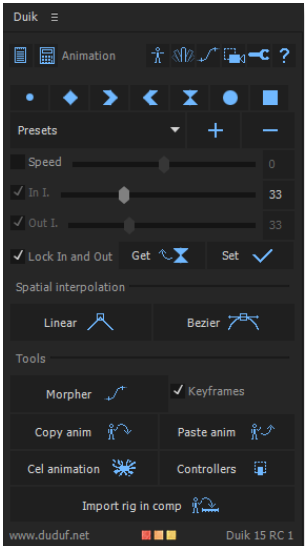 Duik
Animation ?
Presets + −
Speed 0
In I. 33
Out I. 33
Lock In and Out Get Set
Spatial interpolation
Linear Bezier
Tools
Morpher Keyframes
Copy anim Paste anim
Cel animation Controllers
Import rig in comp
www.duduf.net Duik 15 RC 1